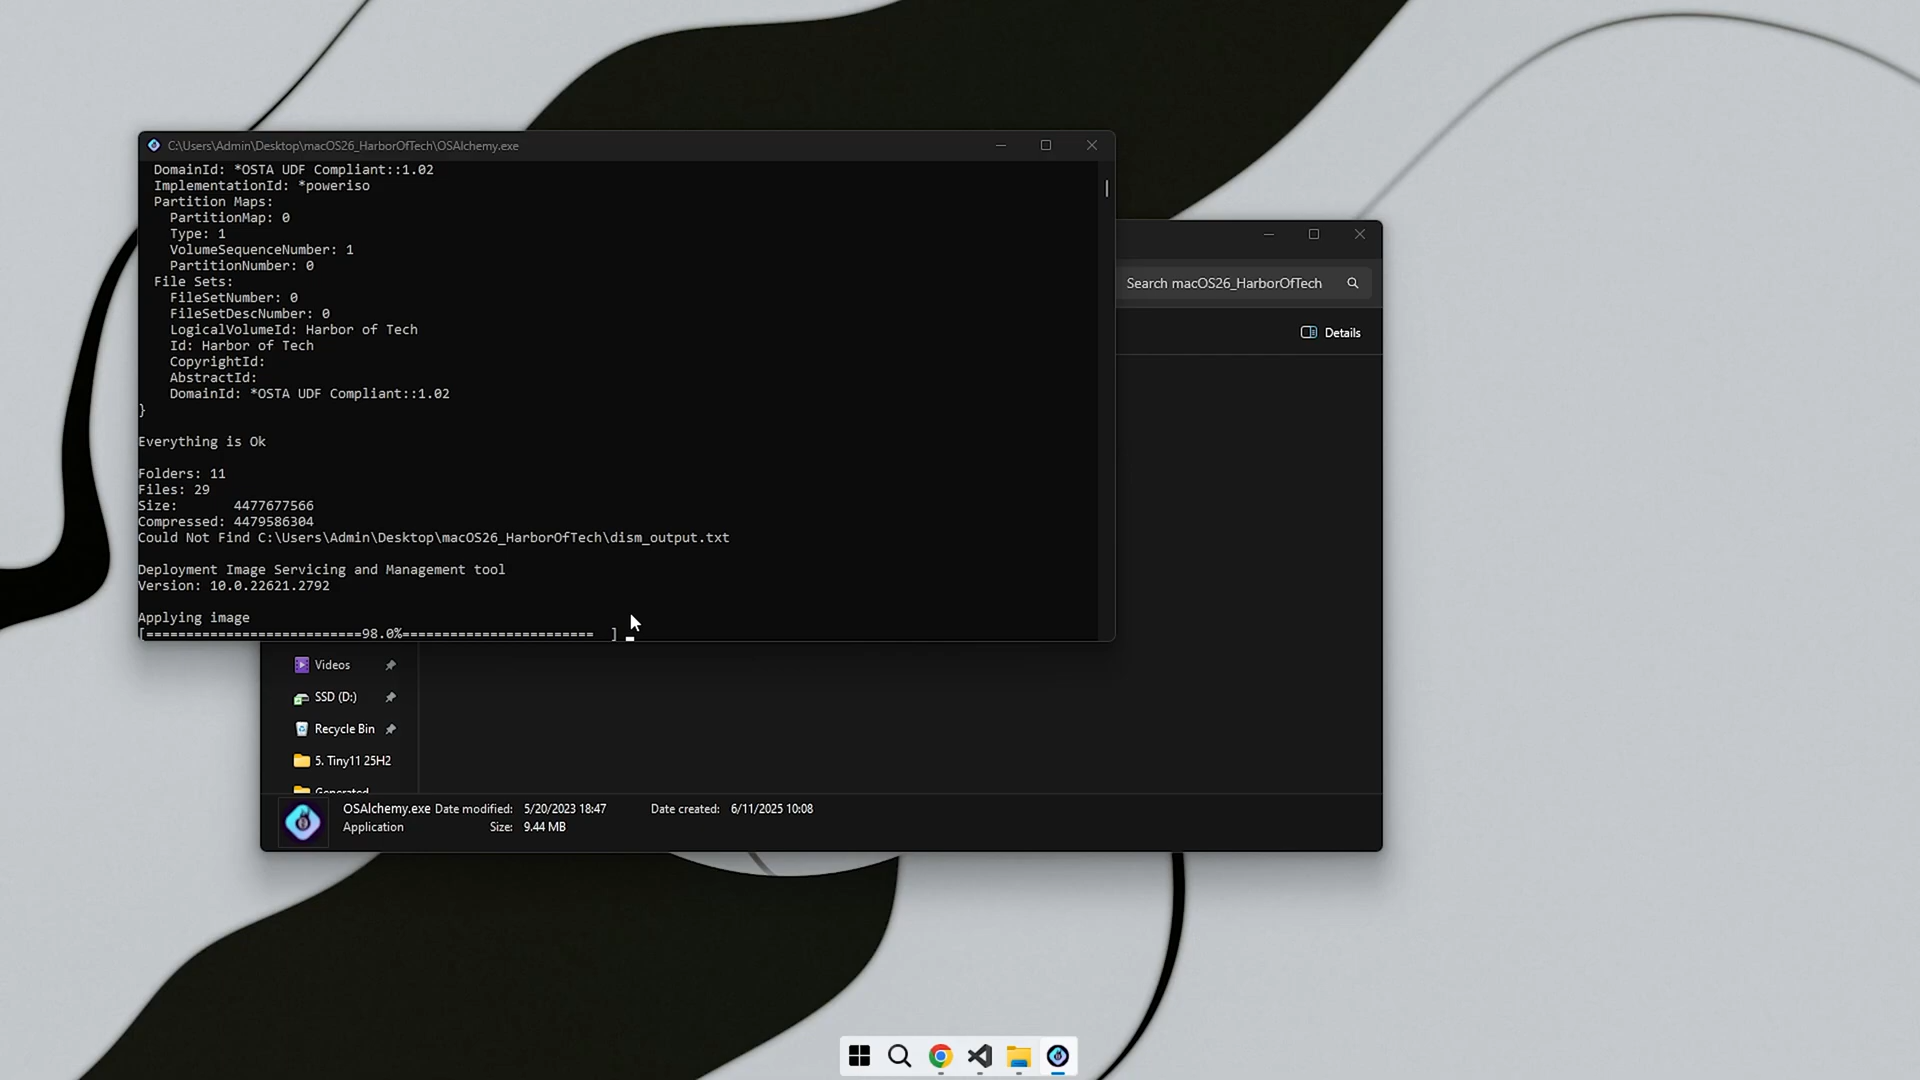 C:\Users\Admin\Desktop\macOS26_HarborOfTech\OSAlchemy.exe
DomainId: *OSTA UDF Compliant::1.02
ImplementationId: *poweriso
Partition Maps:
PartitionMap: 0
Type: 1
VolumeSequenceNumber: 1
PartitionNumber: 0
File Sets:
FileSetNumber: 0
FileSetDescNumber: 0
LogicalVolumeId: Harbor of Tech
Id: Harbor of Tech
CopyrightId:
AbstractId:
DomainId: *OSTA UDF Compliant::1.02
}
Everything is Ok
Folders: 11
Files: 29
Size:       4477677566
Compressed: 4479586304
Could Not Find C:\Users\Admin\Desktop\macOS26_HarborOfTech\dism_output.txt
Deployment Image Servicing and Management tool
Version: 10.0.22621.2792
Applying image
[===========================98.0%========================  ]
Search macOS26_HarborOfTech
Details
Videos
SSD (D:)
Recycle Bin
5. Tiny11 25H2
Generated
OSAlchemy.exe Date modified: 5/20/2023 18:47 Date created: 6/11/2025 10:08
Application Size: 9.44 MB